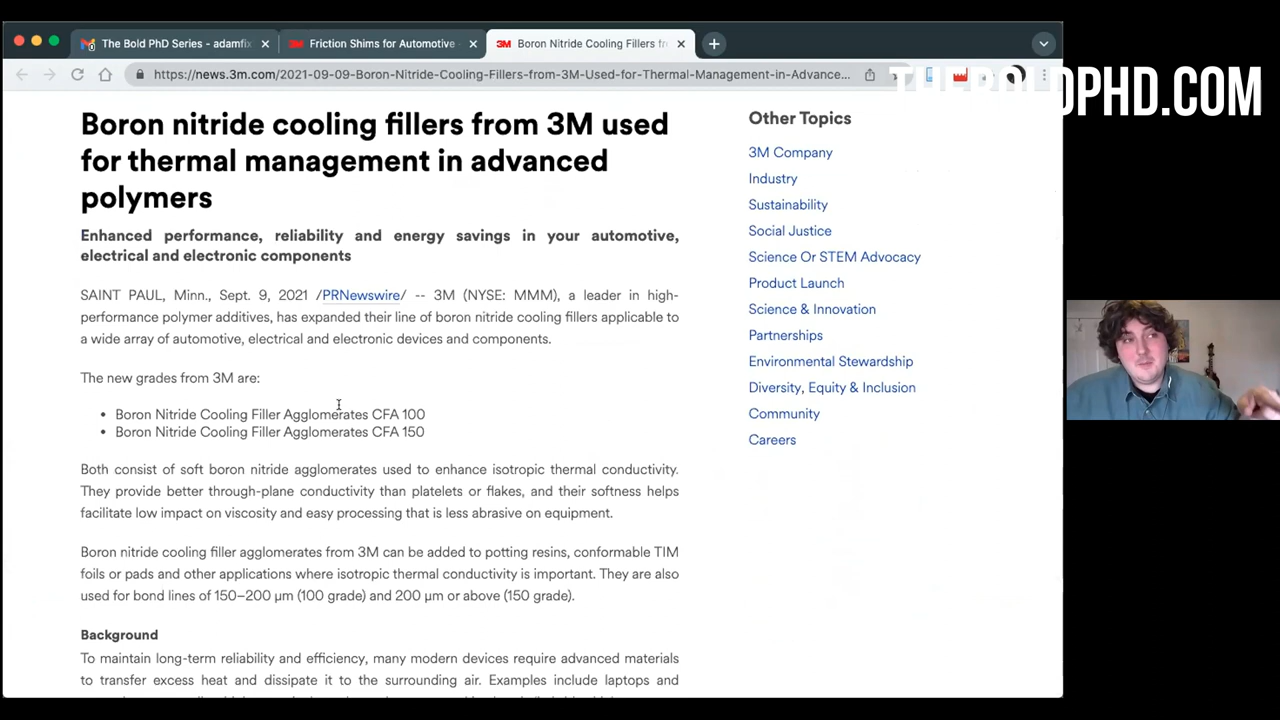 The Bold PhD Series - adamfix
Friction Shims for Automotive
3M
Boron Nitride Cooling Fillers fr
https://news.3m.com/2021-09-09-Boron-Nitride-Cooling-Fillers-from-3M-Used-for-Thermal-Management-in-Advance...
THEBOLDPHD.COM
Boron nitride cooling fillers from 3M used
for thermal management in advanced
polymers
Enhanced performance, reliability and energy savings in your automotive,
electrical and electronic components
SAINT PAUL, Minn., Sept. 9, 2021 /PRNewswire/ -- 3M (NYSE: MMM), a leader in high-
performance polymer additives, has expanded their line of boron nitride cooling fillers applicable to
a wide array of automotive, electrical and electronic devices and components.
The new grades from 3M are:
• Boron Nitride Cooling Filler Agglomerates CFA 100
• Boron Nitride Cooling Filler Agglomerates CFA 150
Both consist of soft boron nitride agglomerates used to enhance isotropic thermal conductivity.
They provide better through-plane conductivity than platelets or flakes, and their softness helps
facilitate low impact on viscosity and easy processing that is less abrasive on equipment.
Boron nitride cooling filler agglomerates from 3M can be added to potting resins, conformable TIM
foils or pads and other applications where isotropic thermal conductivity is important. They are also
used for bond lines of 150–200 μm (100 grade) and 200 μm or above (150 grade).
Background
To maintain long-term reliability and efficiency, many modern devices require advanced materials
to transfer excess heat and dissipate it to the surrounding air. Examples include laptops and
Other Topics
3M Company
Industry
Sustainability
Social Justice
Science Or STEM Advocacy
Product Launch
Science & Innovation
Partnerships
Environmental Stewardship
Diversity, Equity & Inclusion
Community
Careers